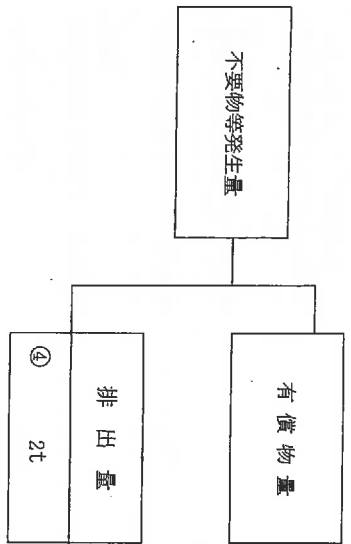 不要物等発生量
有償物量
排出量
④ 2t